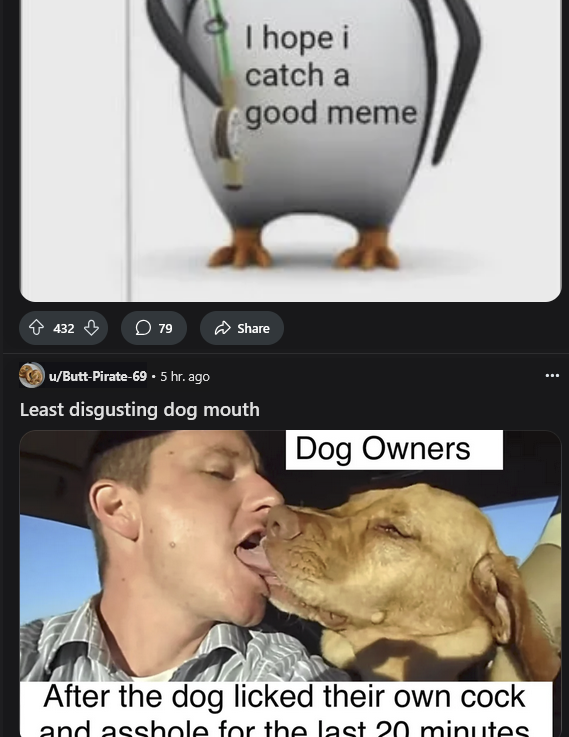 I hope i
catch a
good meme
432
79
Share
u/Butt-Pirate-69 • 5 hr. ago
Least disgusting dog mouth
Dog Owners
After the dog licked their own cock
and asshole for the last 20 minutes